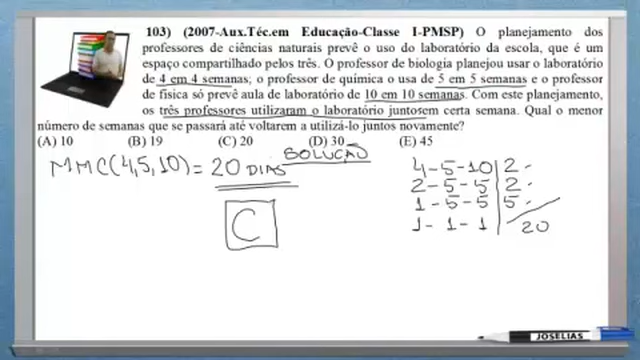 103) (2007-Aux.Téc.em Educação-Classe I-PMSP) O planejamento dos
professores de ciências naturais prevê o uso do laboratório da escola, que é um
espaço compartilhado pelos três. O professor de biologia planejou usar o laboratório
de 4 em 4 semanas; o professor de química o usa de 5 em 5 semanas e o professor
de física só prevê aula de laboratório de 10 em 10 semanas. Com este planejamento,
os três professores utilizaram o laboratório juntosem certa semana. Qual o menor
número de semanas que se passará até voltarem a utilizá-lo juntos novamente?
(A) 10 (B) 19 (C) 20 (D) 30 (E) 45
SOLUÇÃO
MMC(4,5,10) = 20 DIAS
C
4-5-10 | 2
2-5-5 | 2
1-5-5 | 5
1-1-1 | 20
JOSELIAS